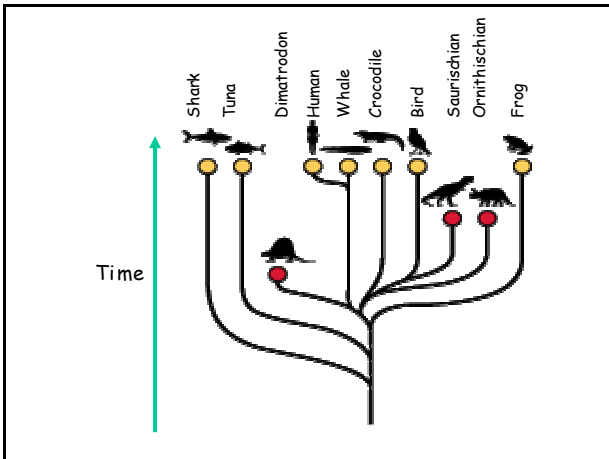 Shark
Tuna
Dimatrodon
Human
Whale
Crocodile
Bird
Saurischian
Ornithischian
Frog
Time